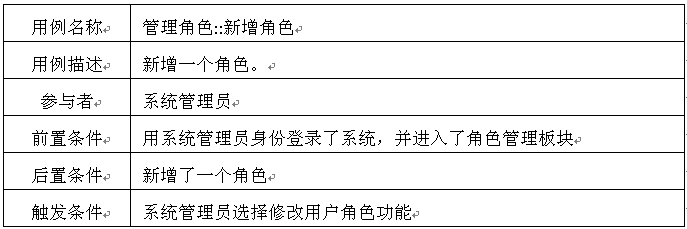 用例名称 管理角色::新增角色
用例描述 新增一个角色。
参与者 系统管理员
前置条件 用系统管理员身份登录了系统，并进入了角色管理板块
后置条件 新增了一个角色
触发条件 系统管理员选择修改用户角色功能